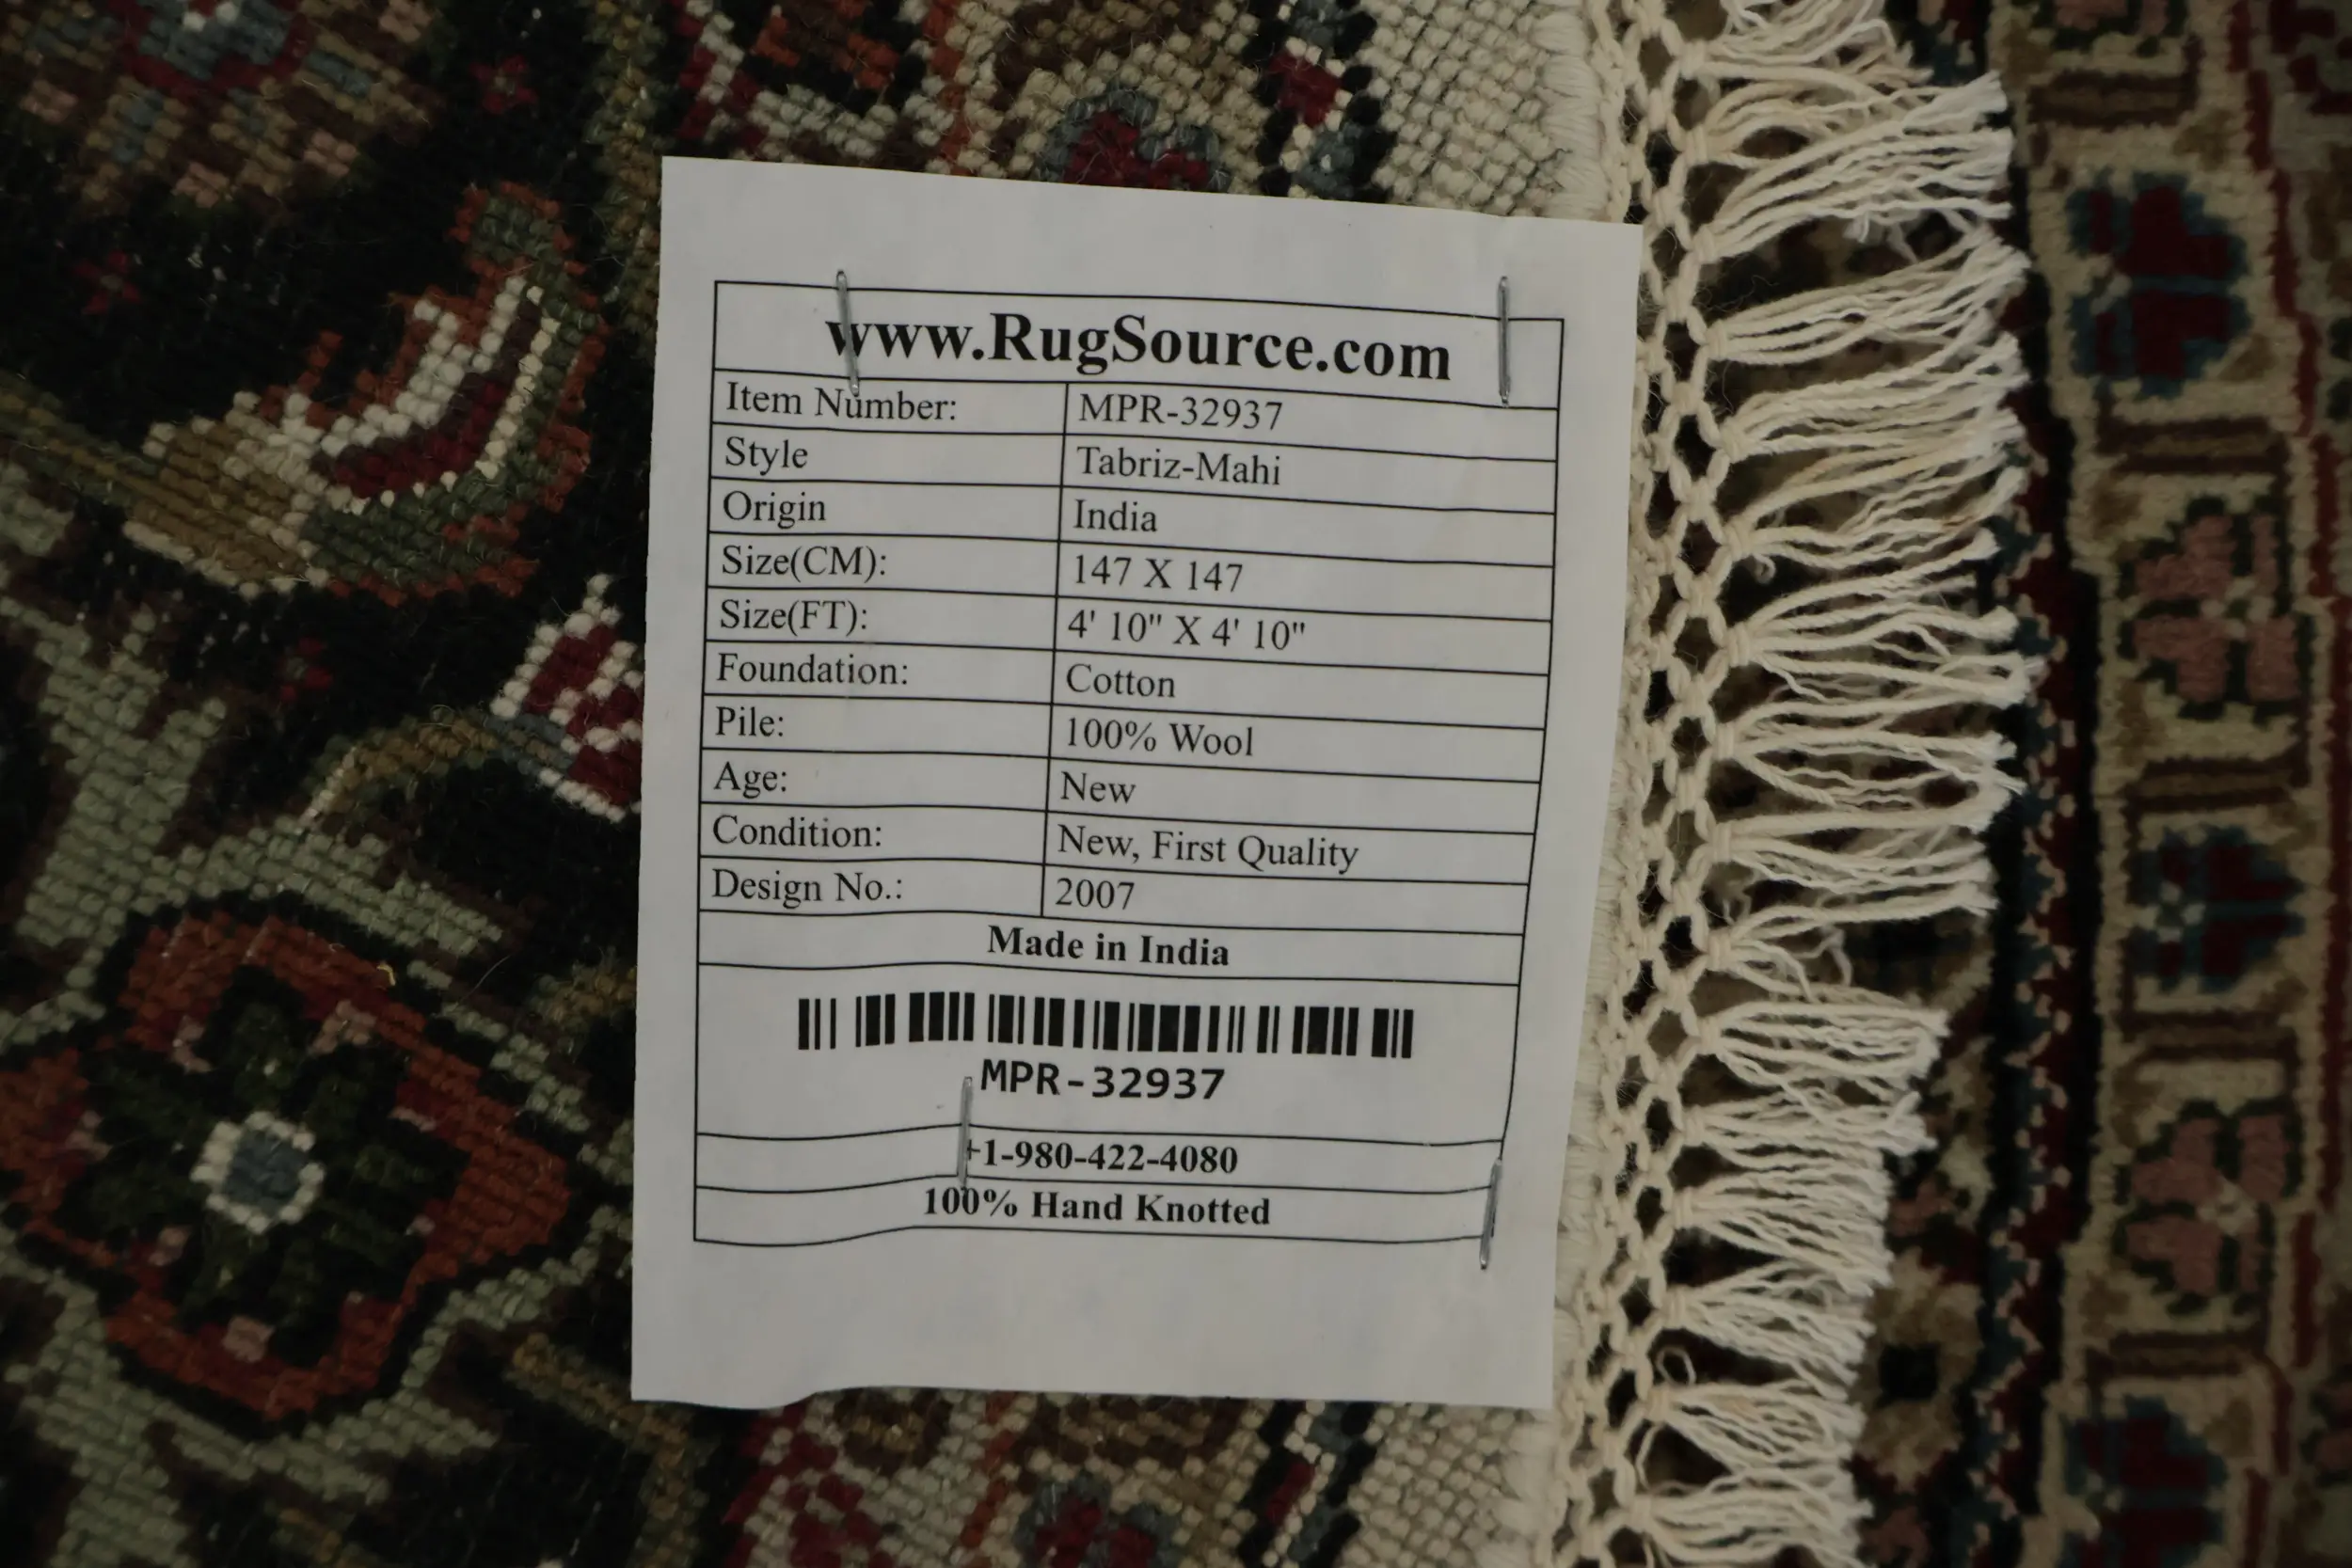 www.RugSource.com
Item Number: MPR-32937
Style Tabriz-Mahi
Origin India
Size(CM): 147 X 147
Size(FT): 4' 10" X 4' 10"
Foundation: Cotton
Pile: 100% Wool
Age: New
Condition: New, First Quality
Design No.: 2007
Made in India
MPR-32937
+1-980-422-4080
100% Hand Knotted